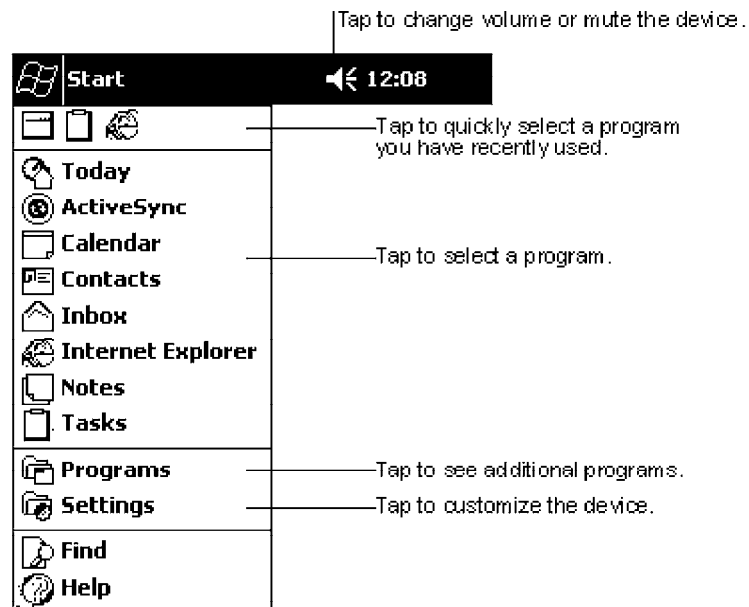 Tap to change volume or mute the device.
Start 12:08
Tap to quickly select a program
you have recently used.
Today
ActiveSync
Calendar
Tap to select a program.
Contacts
Inbox
Internet Explorer
Notes
Tasks
Programs
Tap to see additional programs.
Settings
Tap to customize the device.
Find
Help